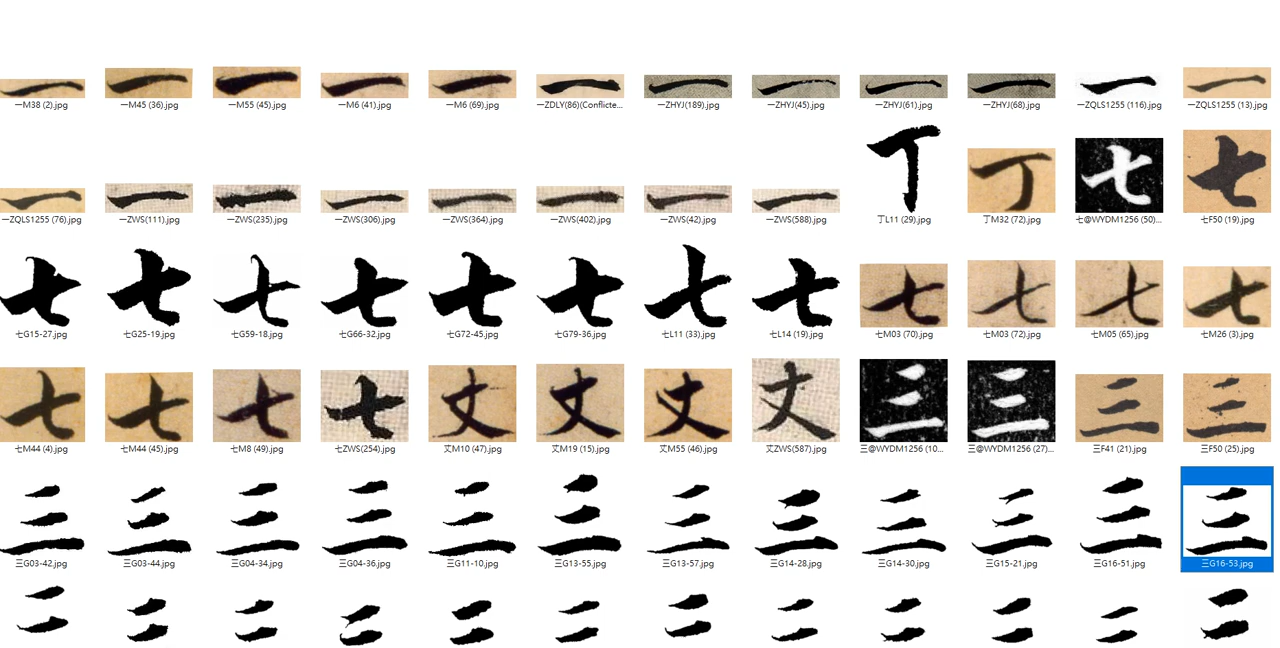 一M38 (2).jpg 一M45 (36).jpg 一M55 (45).jpg 一M6 (41).jpg 一M6 (69).jpg 一ZDLY(86)(Conflicte... 一ZHYJ(189).jpg 一ZHYJ(45).jpg 一ZHYJ(61).jpg 一ZHYJ(68).jpg 一ZQLS1255 (116).jpg 一ZQLS1255 (13).jpg
一ZQLS1255 (76).jpg 一ZWS(111).jpg 一ZWS(235).jpg 一ZWS(306).jpg 一ZWS(364).jpg 一ZWS(402).jpg 一ZWS(42).jpg 一ZWS(588).jpg 丁L11 (29).jpg 丁M32 (72).jpg 七@WYDM1256 (50)... 七F50 (19).jpg
七G15-27.jpg 七G25-19.jpg 七G59-18.jpg 七G66-32.jpg 七G72-45.jpg 七G79-36.jpg 七L11 (33).jpg 七L14 (19).jpg 七M03 (70).jpg 七M03 (72).jpg 七M05 (65).jpg 七M26 (3).jpg
七M44 (4).jpg 七M44 (45).jpg 七M8 (49).jpg 七ZWS(254).jpg 丈M10 (47).jpg 丈M19 (15).jpg 丈M55 (46).jpg 丈ZWS(587).jpg 三@WYDM1256 (10... 三@WYDM1256 (27)... 三F41 (21).jpg 三F50 (25).jpg
三G03-42.jpg 三G03-44.jpg 三G04-34.jpg 三G04-36.jpg 三G11-10.jpg 三G13-55.jpg 三G13-57.jpg 三G14-28.jpg 三G14-30.jpg 三G15-21.jpg 三G16-51.jpg 三G16-53.jpg